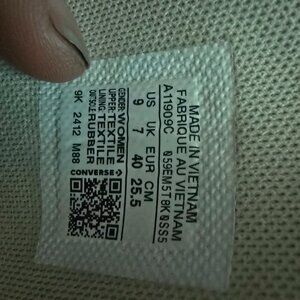 MADE IN VIETNAM
FABRIQUE AU VIETNAM
A11909C 059EM5T8K0SS5
US UK EUR CM
9 7 40 25.5
GENDER: WOMEN
UPPER: TEXTILE
LINING: TEXTILE
OUTSOLE: RUBBER
9K 2412 M88
CONVERSE